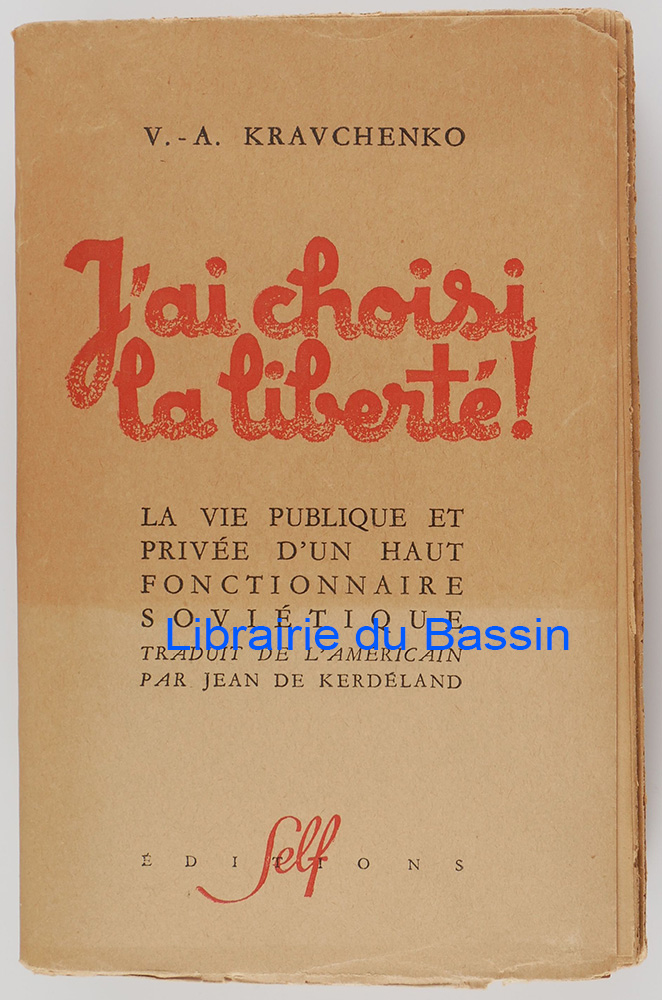 V.-A. KRAVCHENKO
J'ai choisi
la liberté!
LA VIE PUBLIQUE ET
PRIVÉE D'UN HAUT
FONCTIONNAIRE
SOVIÉTIQUE
Librairie du Bassin
TRADUIT DE L'AMÉRICAIN
PAR JEAN DE KERDÉLAND
ÉDITIONS
Self